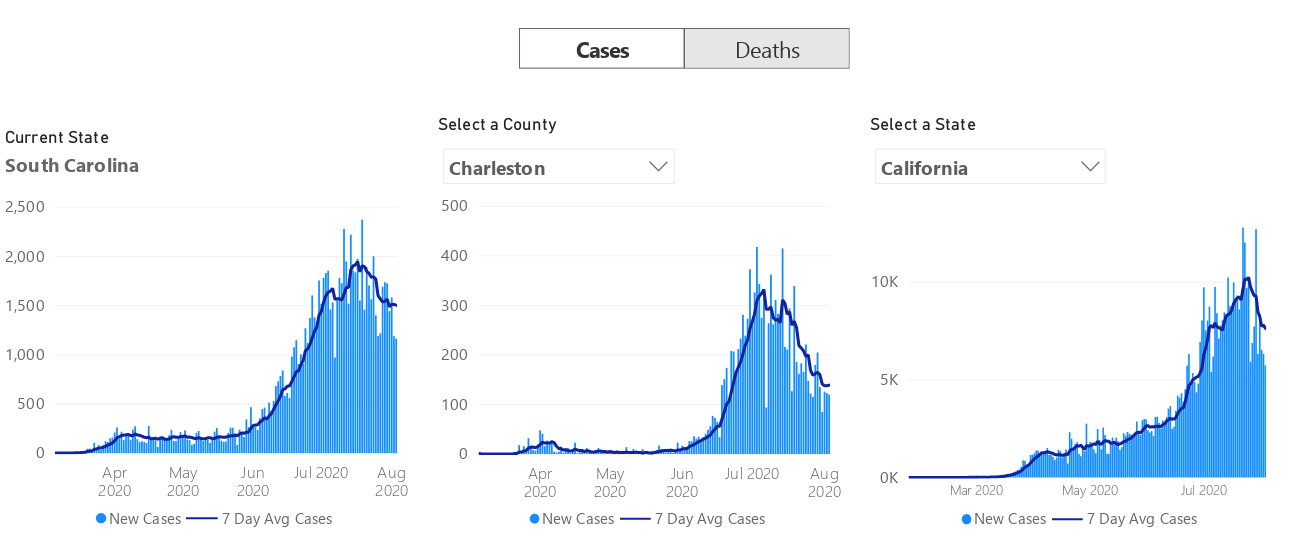 Cases Deaths
Current State
South Carolina
2,500
2,000
1,500
1,000
500
0
Apr 2020
May 2020
Jun 2020
Jul 2020
Aug 2020
New Cases 7 Day Avg Cases
Select a County
Charleston
500
400
300
200
100
0
Apr 2020
May 2020
Jun 2020
Jul 2020
Aug 2020
New Cases 7 Day Avg Cases
Select a State
California
10K
5K
0K
Mar 2020 May 2020 Jul 2020
New Cases 7 Day Avg Cases